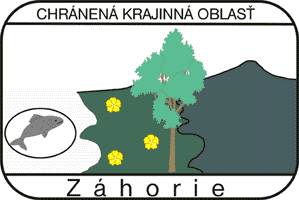 CHRÁNENÁ KRAJINNÁ OBLASŤ
Záhorie